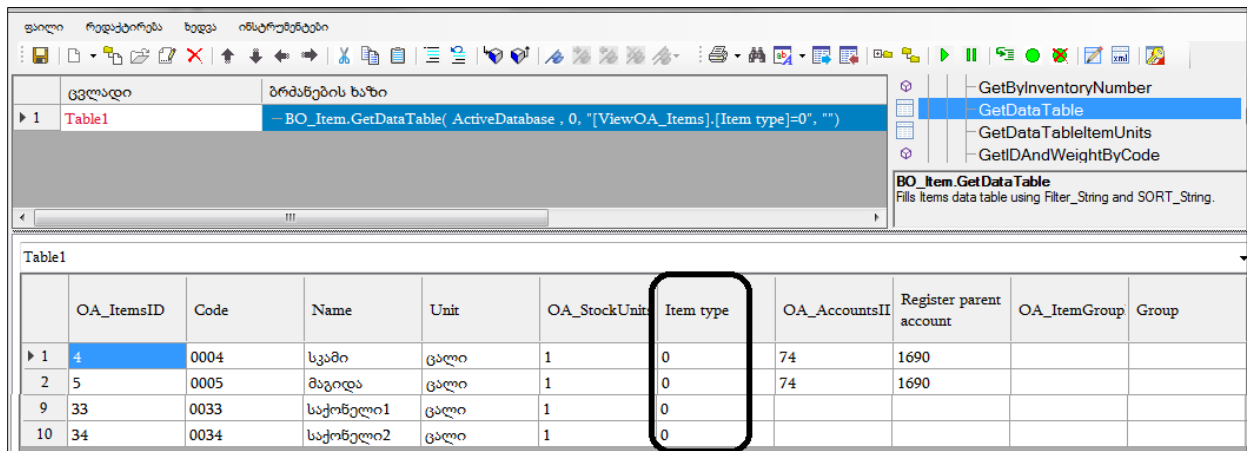 ფაილი რედაქტირება ხედვა ინსტრუმენტები
xml
ცვლადი ბრძანების ხაზი
1 Table1 BO_Item.GetDataTable( ActiveDatabase , 0, "[ViewOA_Items].[Item type]=0", "")
GetByInventoryNumber
GetDataTable
GetDataTableItemUnits
GetIDAndWeightByCode
BO_Item.GetDataTable
Fills Items data table using Filter_String and SORT_String.
Table1
OA_ItemsID Code Name Unit OA_StockUnits Item type OA_AccountsII Register parent account OA_ItemGroup Group
1 4 0004 სკამი ცალი 1 0 74 1690
2 5 0005 მაგიდა ცალი 1 0 74 1690
9 33 0033 საქონელი1 ცალი 1 0
10 34 0034 საქონელი2 ცალი 1 0